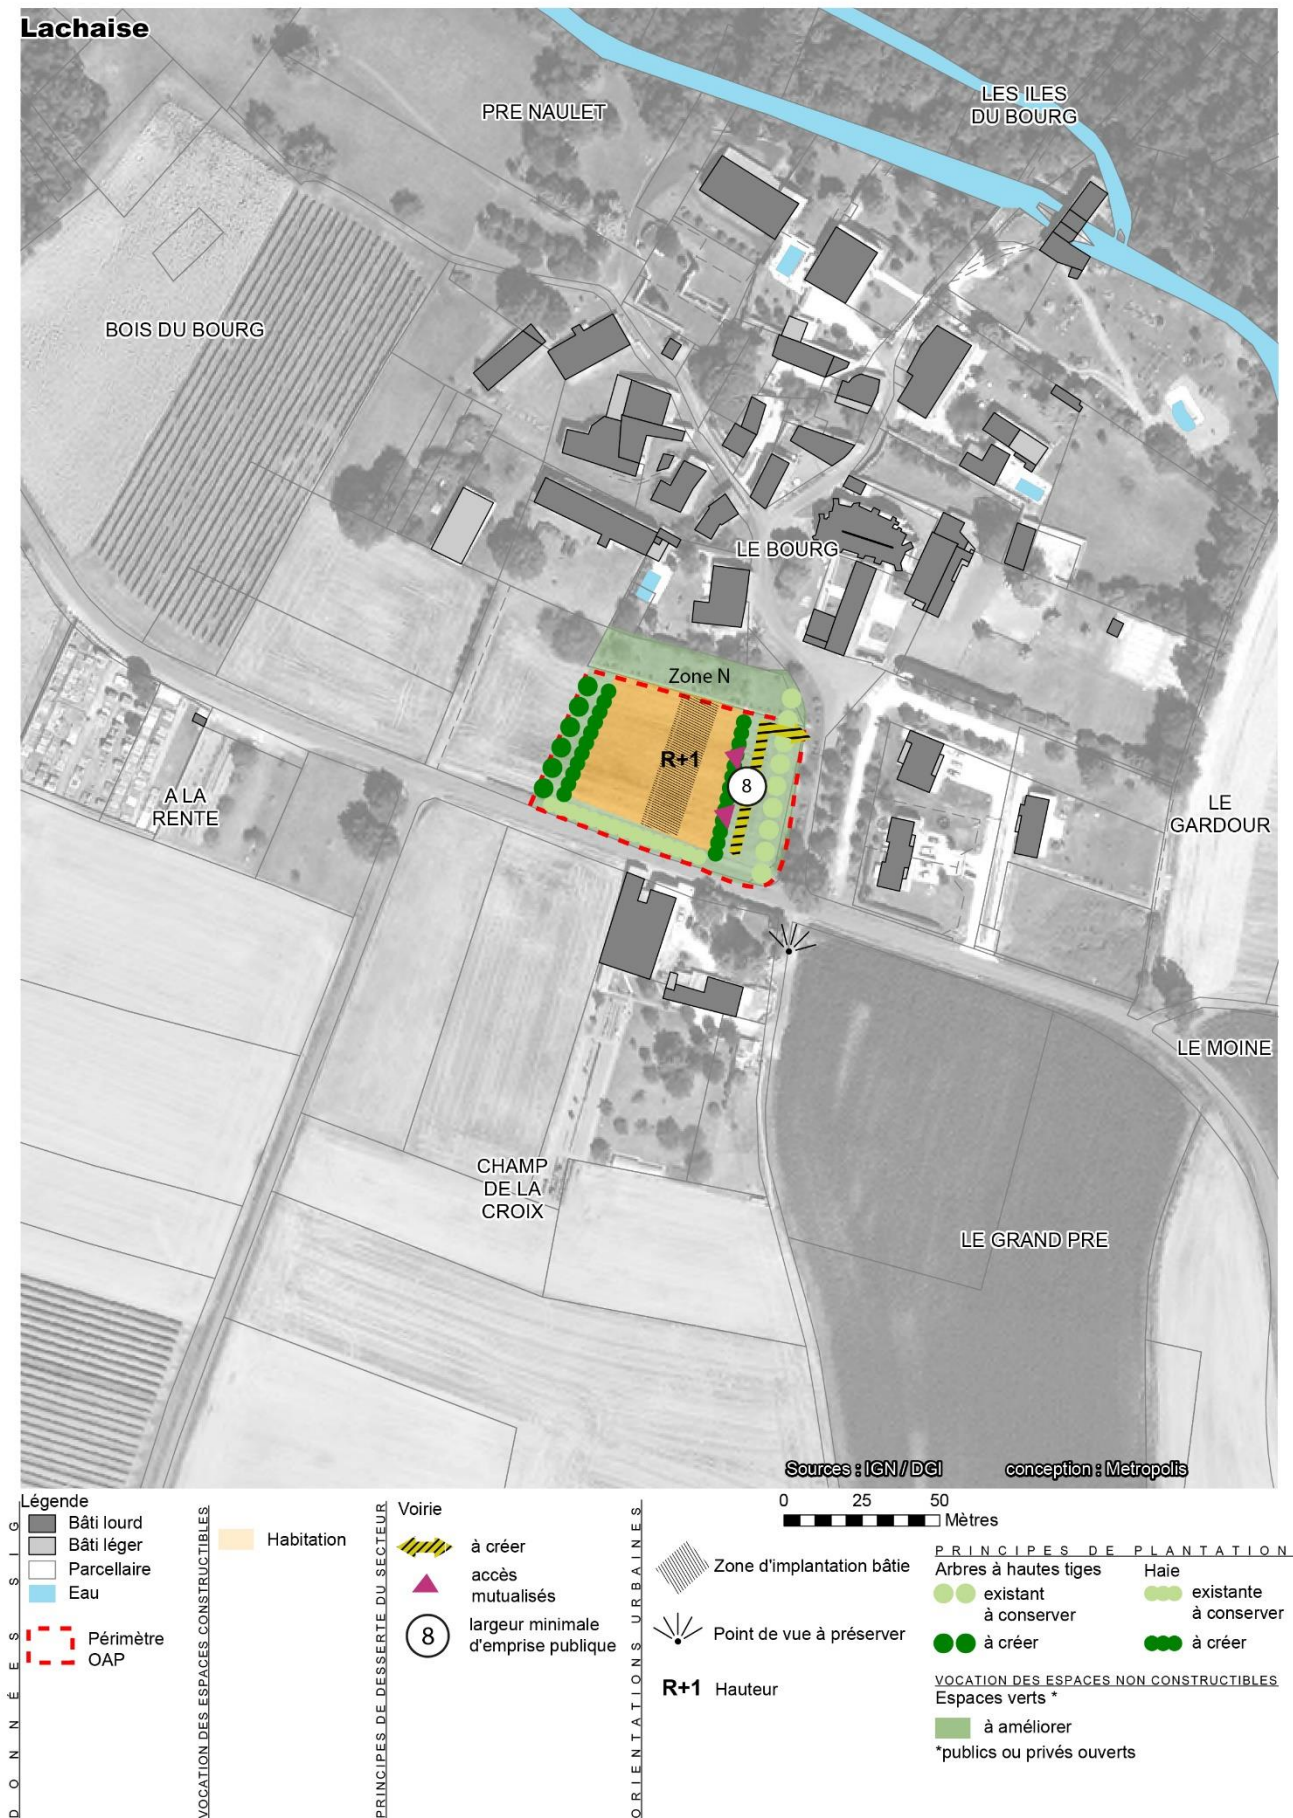 Lachaise
PRE NAULET
LES ILES
DU BOURG
BOIS DU BOURG
LE BOURG
Zone N
R+1
8
A LA
RENTE
LE
GARDOUR
LE MOINE
CHAMP
DE LA
CROIX
LE GRAND PRE
Sources : IGN / DGI
conception : Metropolis
DONNÉES SIG
Légende
Bâti lourd
Bâti léger
Parcellaire
Eau
Périmètre
OAP
VOCATION DES ESPACES CONSTRUCTIBLES
Habitation
PRINCIPES DE DESSERTE DU SECTEUR
Voirie
à créer
accès
mutualisés
8
largeur minimale
d'emprise publique
ORIENTATIONS URBAINES
0 25 50
Mètres
Zone d'implantation bâtie
Point de vue à préserver
R+1 Hauteur
PRINCIPES DE PLANTATION
Arbres à hautes tiges
existant
à conserver
à créer
Haie
existante
à conserver
à créer
VOCATION DES ESPACES NON CONSTRUCTIBLES
Espaces verts *
à améliorer
*publics ou privés ouverts